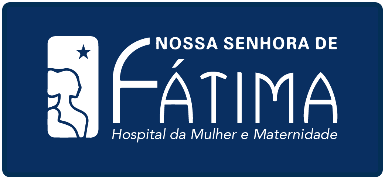 NOSSA SENHORA DE
FÁTIMA
Hospital da Mulher e Maternidade